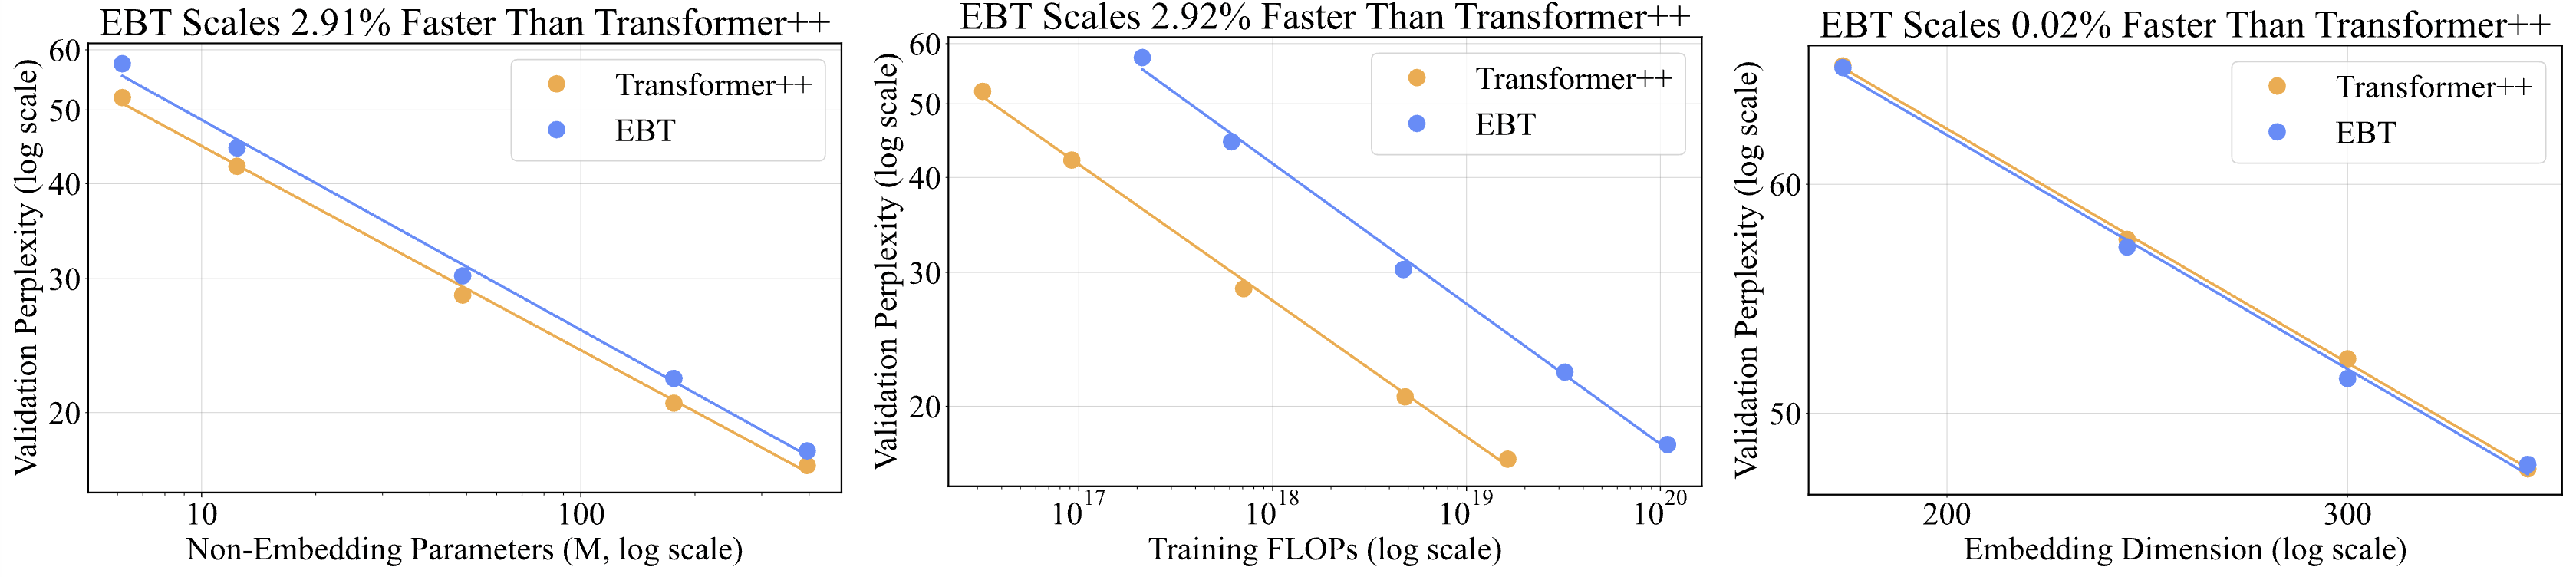 EBT Scales 2.91% Faster Than Transformer++
Validation Perplexity (log scale)
60
50
40
30
20
Transformer++
EBT
10
100
Non-Embedding Parameters (M, log scale)
EBT Scales 2.92% Faster Than Transformer++
Validation Perplexity (log scale)
60
50
40
30
20
Transformer++
EBT
10^17
10^18
10^19
10^20
Training FLOPs (log scale)
EBT Scales 0.02% Faster Than Transformer++
Validation Perplexity (log scale)
60
50
Transformer++
EBT
200
300
Embedding Dimension (log scale)